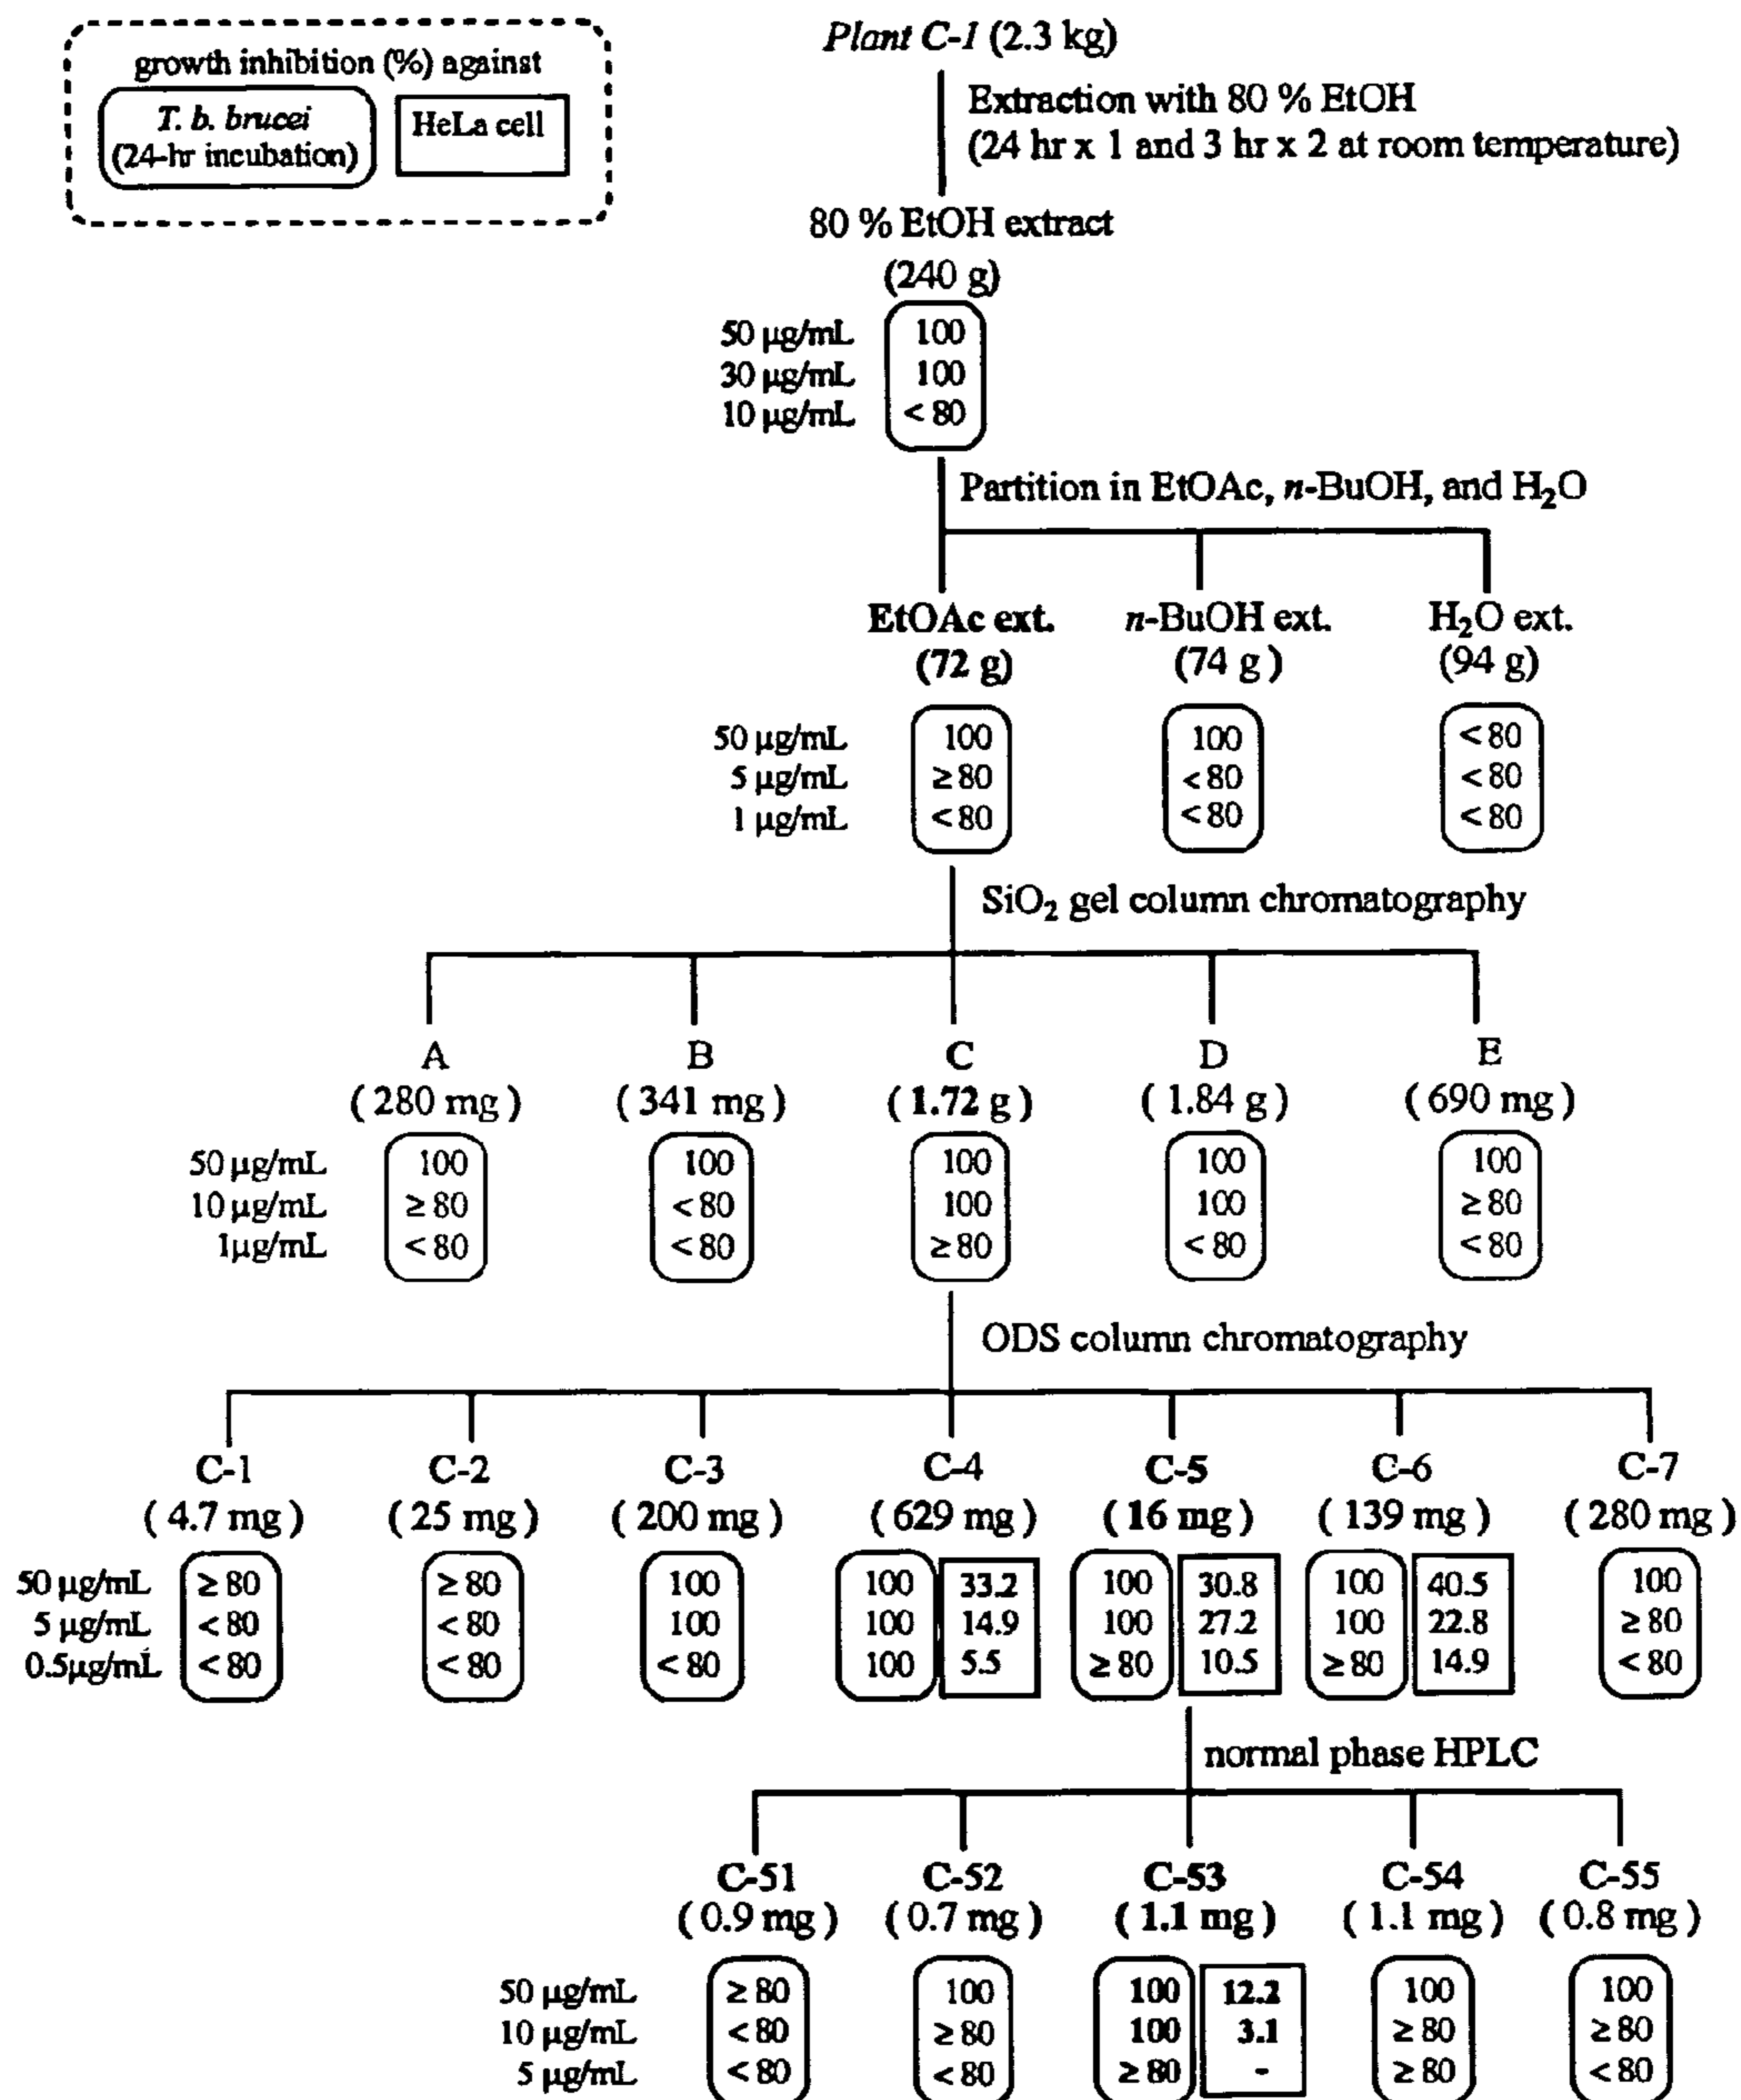 growth inhibition (%) against
T. b. brucei
(24-hr incubation)
HeLa cell
Plant C-1 (2.3 kg)
Extraction with 80 % EtOH
(24 hr x 1 and 3 hr x 2 at room temperature)
80 % EtOH extract
(240 g)
50 µg/mL 100
30 µg/mL 100
10 µg/mL < 80
Partition in EtOAc, n-BuOH, and H₂O
EtOAc ext. n-BuOH ext. H₂O ext.
(72 g) (74 g ) (94 g)
50 µg/mL 100 100 < 80
5 µg/mL ≥ 80 < 80 < 80
1 µg/mL < 80 < 80 < 80
SiO₂ gel column chromatography
A B C D E
( 280 mg ) ( 341 mg ) ( 1.72 g ) ( 1.84 g ) ( 690 mg )
50 µg/mL 100 100 100 100 100
10 µg/mL ≥ 80 < 80 100 100 ≥ 80
1µg/mL < 80 < 80 ≥ 80 < 80 < 80
ODS column chromatography
C-1 C-2 C-3 C-4 C-5 C-6 C-7
( 4.7 mg ) ( 25 mg ) ( 200 mg ) ( 629 mg ) ( 16 mg ) ( 139 mg ) ( 280 mg )
50 µg/mL ≥ 80 ≥ 80 100 100 33.2 100 30.8 100 40.5 100
5 µg/mL < 80 < 80 100 100 14.9 100 27.2 100 22.8 ≥ 80
0.5µg/mL < 80 < 80 < 80 100 5.5 ≥ 80 10.5 ≥ 80 14.9 < 80
normal phase HPLC
C-51 C-52 C-53 C-54 C-55
( 0.9 mg ) ( 0.7 mg ) ( 1.1 mg ) ( 1.1 mg ) ( 0.8 mg )
50 µg/mL ≥ 80 100 100 12.2 100 100
10 µg/mL < 80 ≥ 80 100 3.1 ≥ 80 ≥ 80
5 µg/mL < 80 < 80 ≥ 80 - ≥ 80 < 80